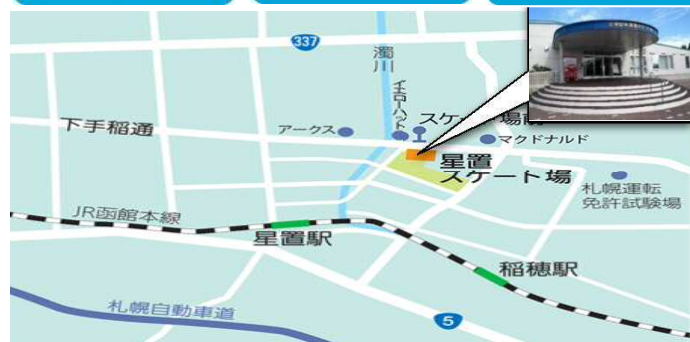 337
濁川
イエローハット
スケート場前
下手稲通
アークス
マクドナルド
星置
スケート場
札幌運転
免許試験場
JR函館本線
星置駅
稲穂駅
札幌自動車道
5